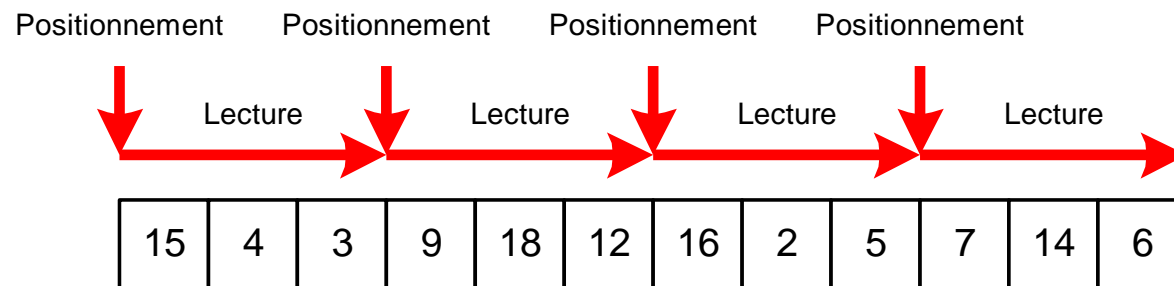 Positionnement Positionnement Positionnement Positionnement
Lecture Lecture Lecture Lecture
15 4 3 9 18 12 16 2 5 7 14 6